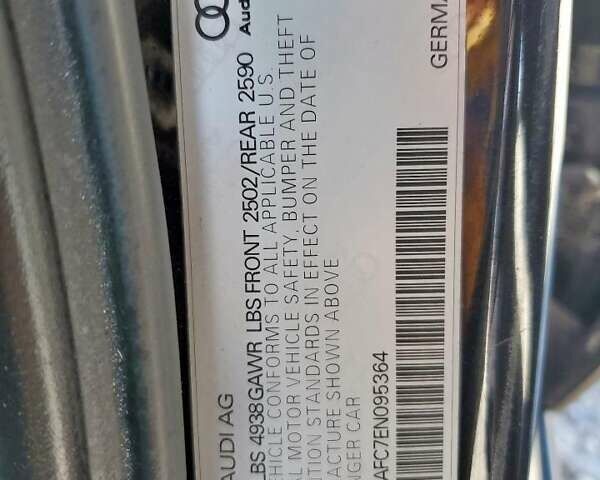 AUDI AG
LBS 4938GAWR LBS FRONT 2502/REAR 2590
HICLE CONFORMS TO ALL APPLICABLE U.S.
AL MOTOR VEHICLE SAFETY, BUMPER AND THEFT
TION STANDARDS IN EFFECT ON THE DATE OF
FACTURE SHOWN ABOVE
NGER CAR
AFC7EN095364
Aud
GERMA